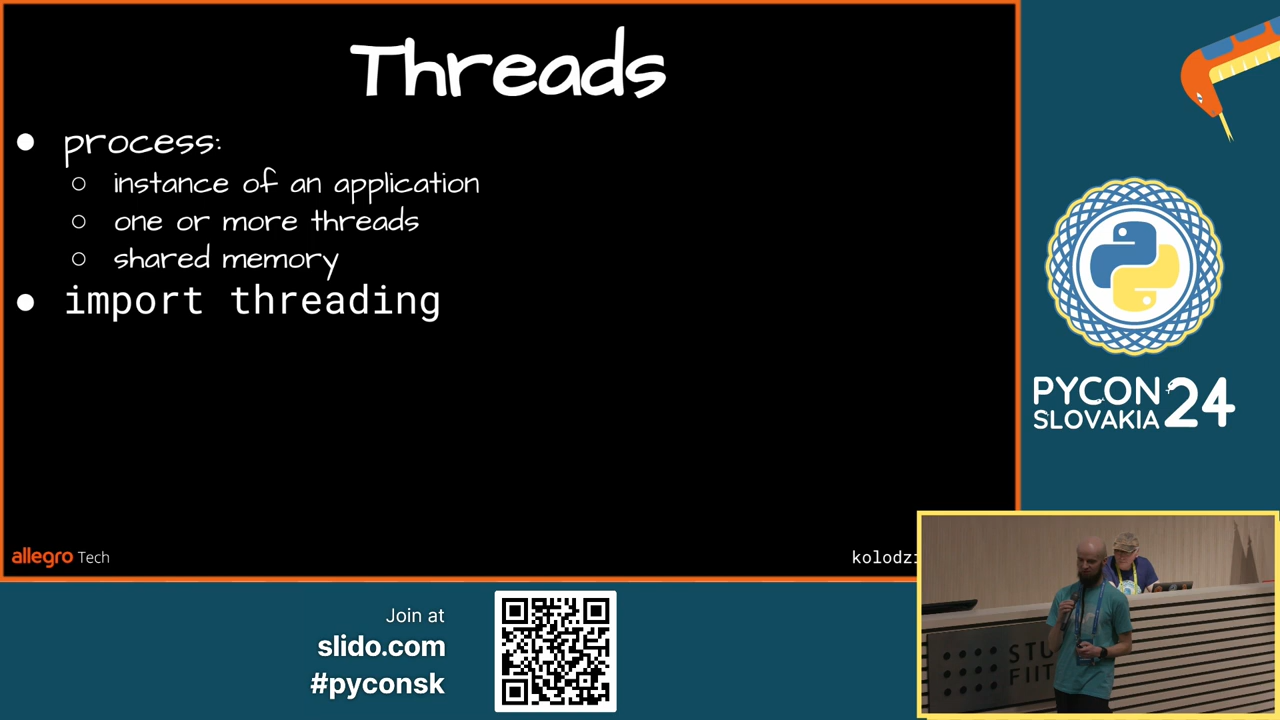 Threads
● process:
○ instance of an application
○ one or more threads
○ shared memory
● import threading
allegro Tech
PYCON
SLOVAKIA
24
Join at
slido.com
#pyconsk